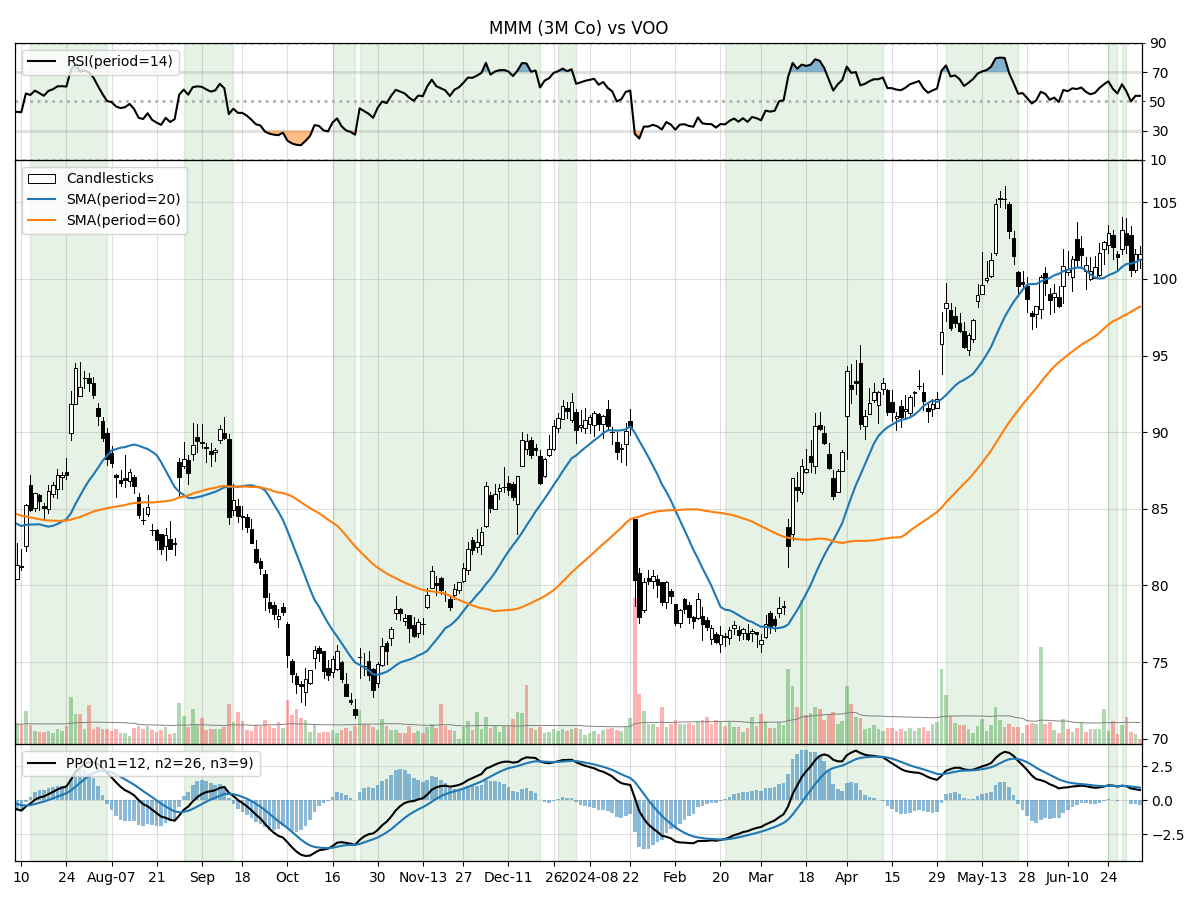 MMM (3M Co) vs VOO
RSI(period=14)
90
70
50
30
10
Candlesticks
SMA(period=20)
SMA(period=60)
105
100
95
90
85
80
75
70
PPO(n1=12, n2=26, n3=9)
2.5
0.0
−2.5
10 24 Aug-07 21 Sep 18 Oct 16 30 Nov-13 27 Dec-11 26 2024-08 22 Feb 20 Mar 18 Apr 15 29 May-13 28 Jun-10 24